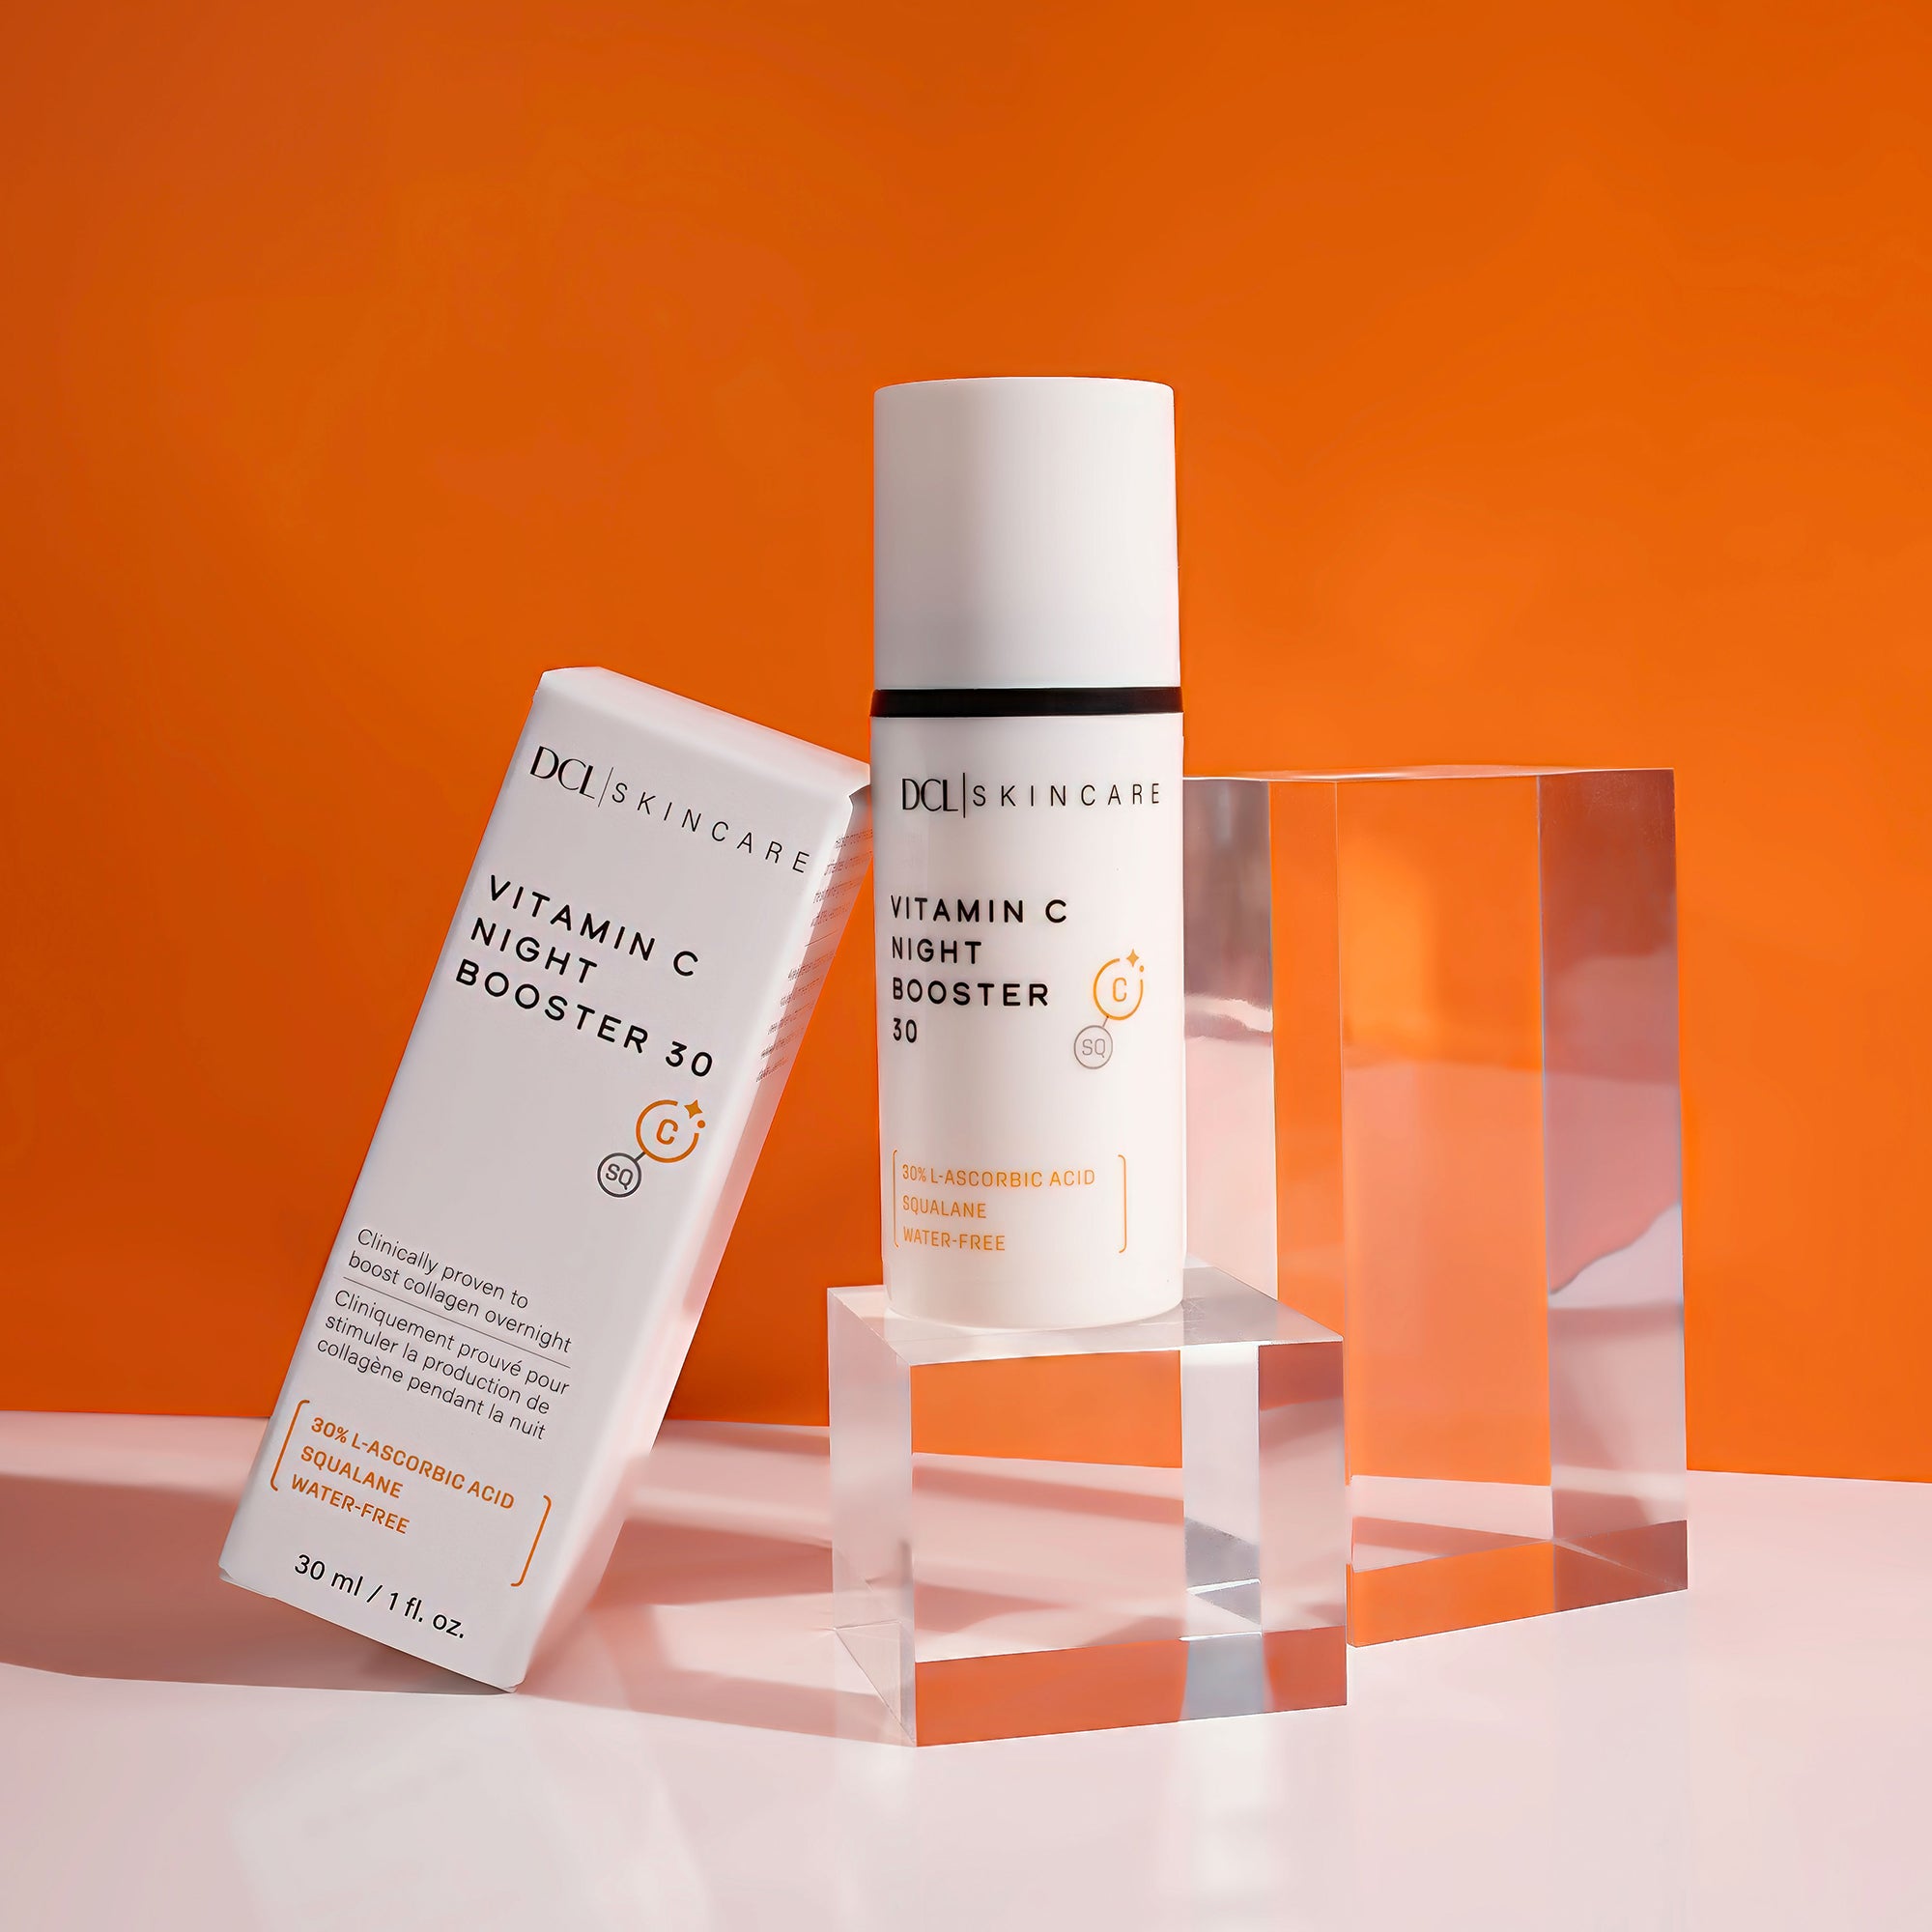 DCL|SKINCARE
VITAMIN C
NIGHT
BOOSTER 30
C
SQ
Clinically proven to
boost collagen overnight
Cliniquement prouvé pour
stimuler la production de
collagène pendant la nuit
30% L-ASCORBIC ACID
SQUALANE
WATER-FREE
30 ml / 1 fl. oz.
DCL|SKINCARE
VITAMIN C
NIGHT
BOOSTER
30
C
SQ
30% L-ASCORBIC ACID
SQUALANE
WATER-FREE